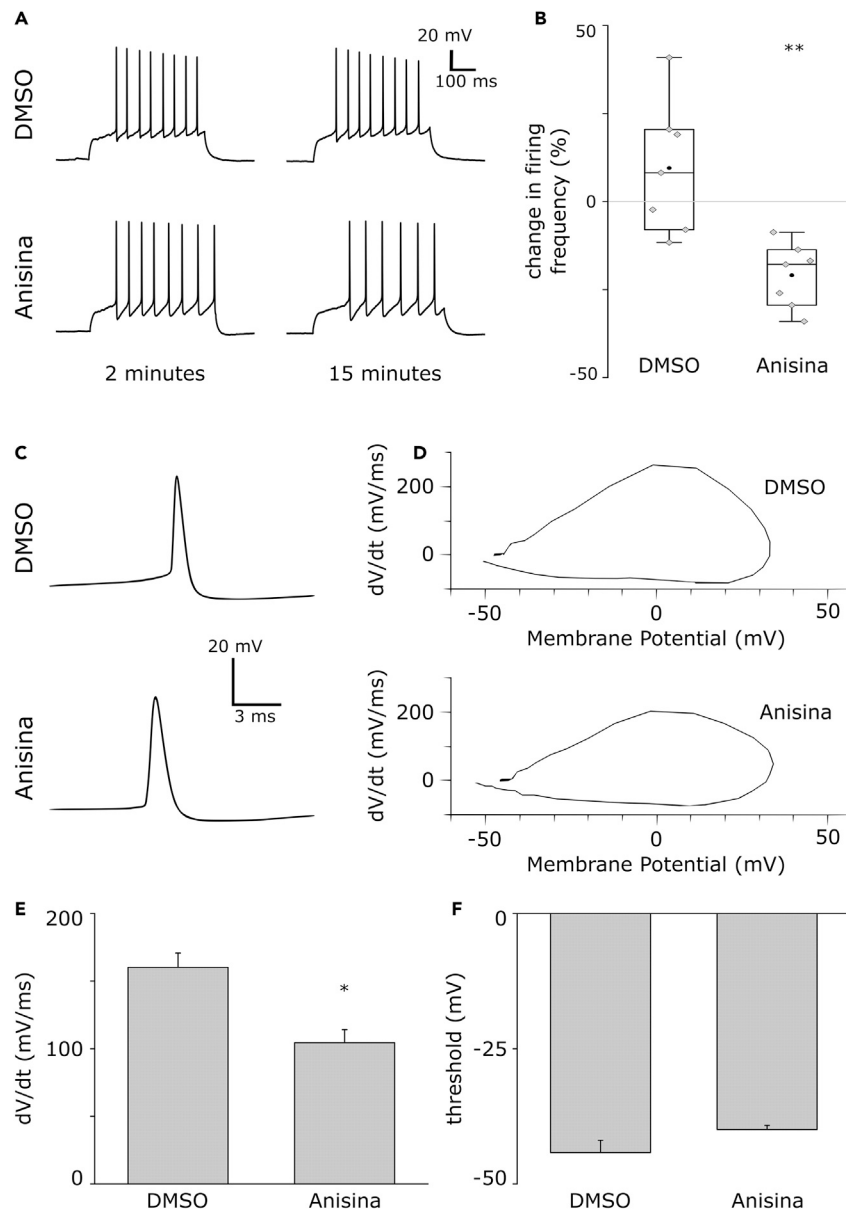 A
DMSO
20 mV
100 ms
Anisina
2 minutes
15 minutes
B
change in firing
frequency (%)
50
0
-50
**
DMSO
Anisina
C
DMSO
Anisina
20 mV
3 ms
D
dV/dt (mV/ms)
200
0
DMSO
-50
0
50
Membrane Potential (mV)
dV/dt (mV/ms)
200
0
Anisina
-50
0
50
Membrane Potential (mV)
E
dV/dt (mV/ms)
200
100
0
*
DMSO
Anisina
F
threshold (mV)
0
-25
-50
DMSO
Anisina